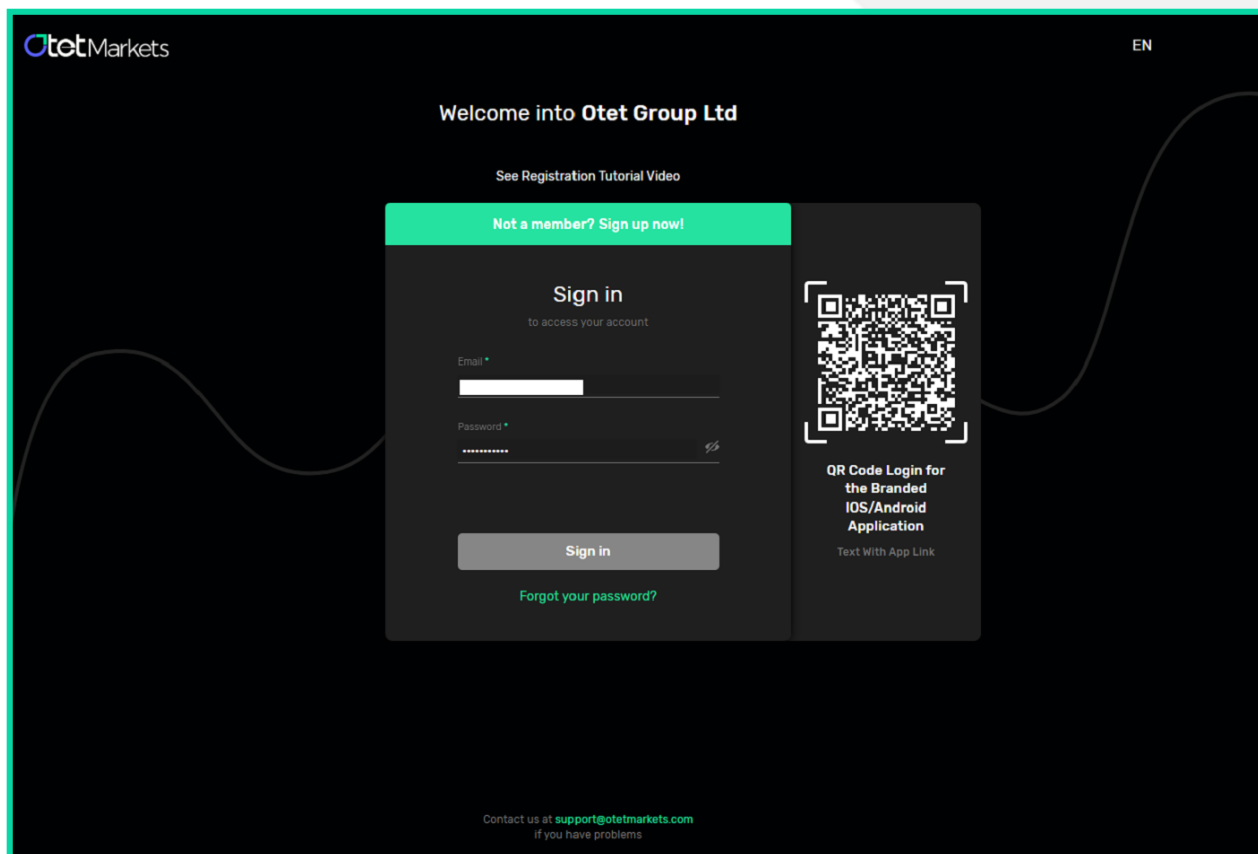 OtetMarkets
EN
Welcome into Otet Group Ltd
See Registration Tutorial Video
Not a member? Sign up now!
Sign in
to access your account
Email *
Password *
Sign in
Forgot your password?
QR Code Login for
the Branded
IOS/Android
Application
Text With App Link
Contact us at support@otetmarkets.com
if you have problems